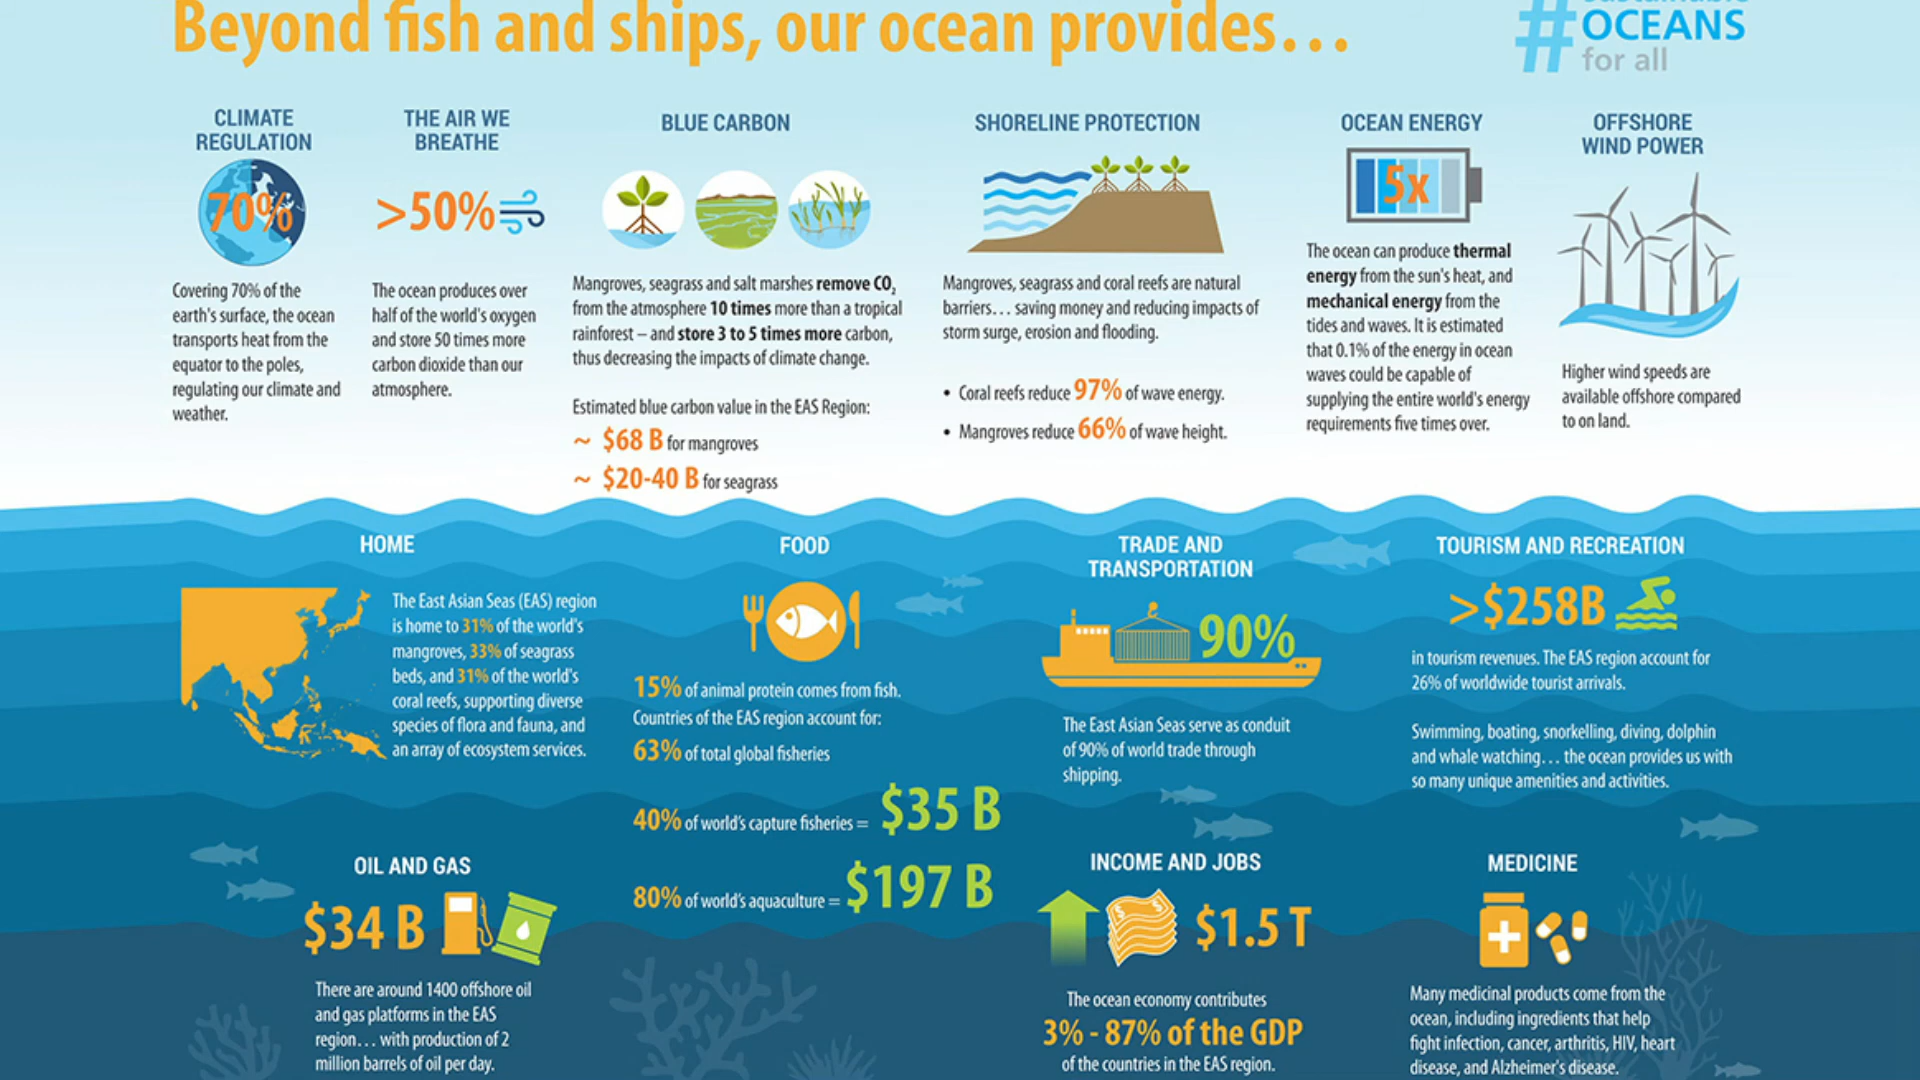 Beyond fish and ships, our ocean provides...
#
OCEANS
for all
CLIMATE
REGULATION
70%
Covering 70% of the
earth's surface, the ocean
transports heat from the
equator to the poles,
regulating our climate and
weather.
THE AIR WE
BREATHE
>50%
The ocean produces over
half of the world's oxygen
and store 50 times more
carbon dioxide than our
atmosphere.
BLUE CARBON
Mangroves, seagrass and salt marshes remove CO₂
from the atmosphere 10 times more than a tropical
rainforest – and store 3 to 5 times more carbon,
thus decreasing the impacts of climate change.
Estimated blue carbon value in the EAS Region:
~ $68 B for mangroves
~ $20-40 B for seagrass
SHORELINE PROTECTION
Mangroves, seagrass and coral reefs are natural
barriers... saving money and reducing impacts of
storm surge, erosion and flooding.
• Coral reefs reduce 97% of wave energy.
• Mangroves reduce 66% of wave height.
OCEAN ENERGY
5x
The ocean can produce thermal
energy from the sun's heat, and
mechanical energy from the
tides and waves. It is estimated
that 0.1% of the energy in ocean
waves could be capable of
supplying the entire world's energy
requirements five times over.
OFFSHORE
WIND POWER
Higher wind speeds are
available offshore compared
to on land.
HOME
The East Asian Seas (EAS) region
is home to 31% of the world's
mangroves, 33% of seagrass
beds, and 31% of the world's
coral reefs, supporting diverse
species of flora and fauna, and
an array of ecosystem services.
FOOD
15% of animal protein comes from fish.
Countries of the EAS region account for:
63% of total global fisheries
40% of world's capture fisheries = $35 B
80% of world's aquaculture = $197 B
TRADE AND
TRANSPORTATION
90%
The East Asian Seas serve as conduit
of 90% of world trade through
shipping.
TOURISM AND RECREATION
>$258B
in tourism revenues. The EAS region account for
26% of worldwide tourist arrivals.
Swimming, boating, snorkelling, diving, dolphin
and whale watching... the ocean provides us with
so many unique amenities and activities.
OIL AND GAS
$34 B
There are around 1400 offshore oil
and gas platforms in the EAS
region... with production of 2
million barrels of oil per day.
INCOME AND JOBS
$1.5 T
The ocean economy contributes
3% - 87% of the GDP
of the countries in the EAS region.
MEDICINE
Many medicinal products come from the
ocean, including ingredients that help
fight infection, cancer, arthritis, HIV, heart
disease, and Alzheimer's disease.